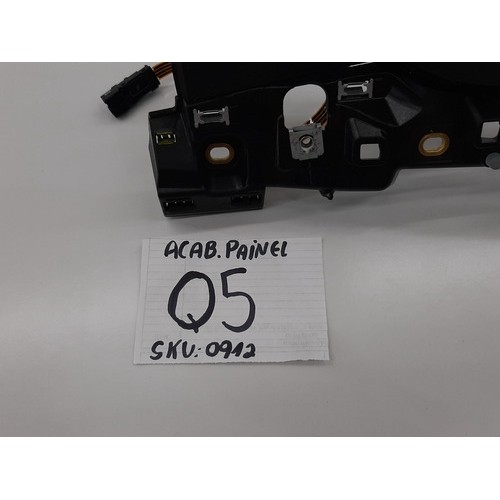 ACAB. PAINEL
Q5
SKU: 0912